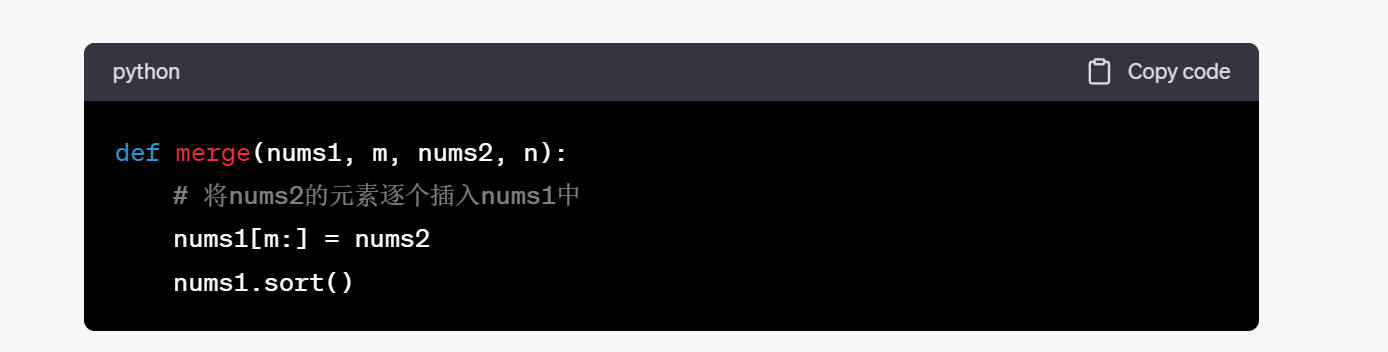 python
Copy code
def merge(nums1, m, nums2, n):
    # 将nums2的元素逐个插入nums1中
    nums1[m:] = nums2
    nums1.sort()